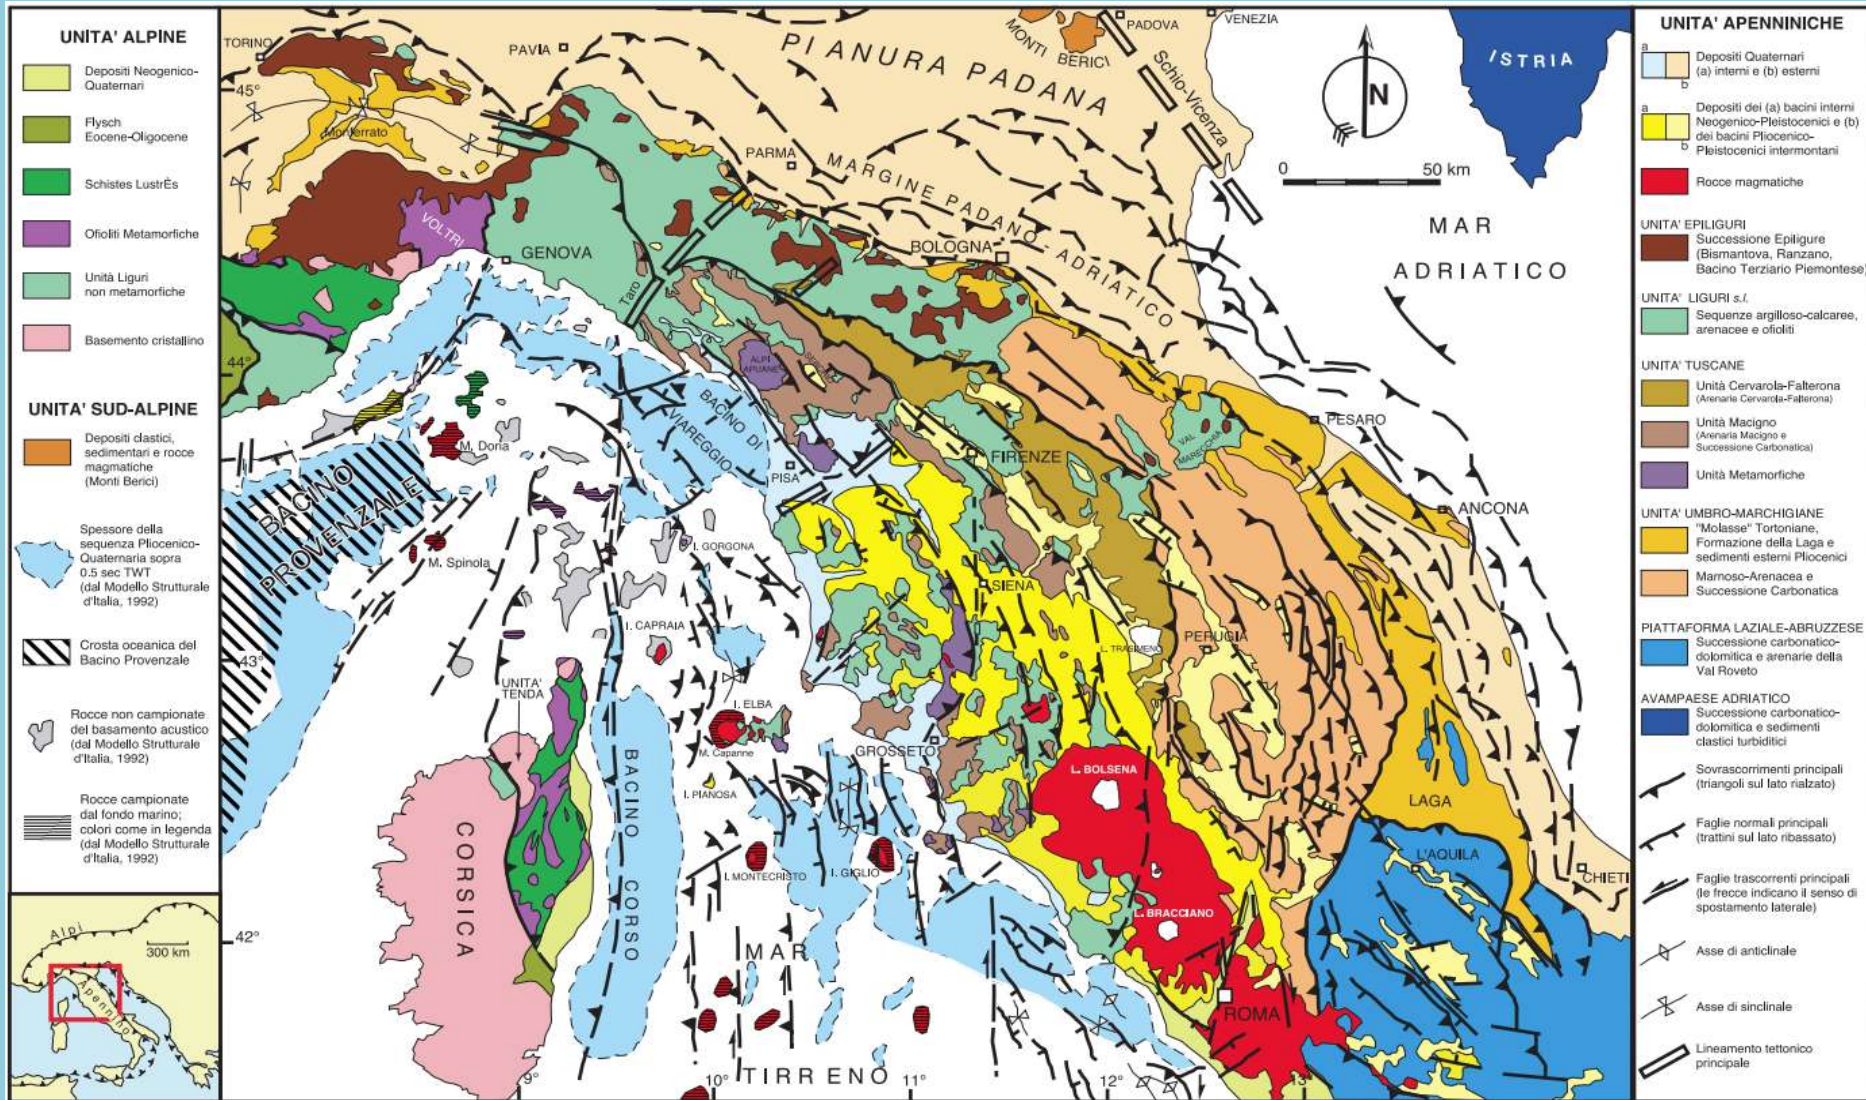 UNITA' ALPINE
Depositi Neogenico-
Quaternari
Flysch
Eocene-Oligocene
Schistes LustrÈs
Ofioliti Metamorfiche
Unità Liguri
non metamorfiche
Basemento cristallino
UNITA' SUD-ALPINE
Depositi clastici,
sedimentari e rocce
magmatiche
(Monti Berici)
Spessore della
sequenza Pliocenico-
Quaternaria sopra
0.5 sec TWT
(dal Modello Strutturale
d'Italia, 1992)
Crosta oceanica del
Bacino Provenzale
Rocce non campionate
del basamento acustico
(dal Modello Strutturale
d'Italia, 1992)
Rocce campionate
dal fondo marino;
colori come in legenda
(dal Modello Strutturale
d'Italia, 1992)
Alpi
300 km
Apennino
TORINO
PAVIA
PADOVA
VENEZIA
MONTI
BERICI
PIANURA PADANA
Schio-Vicenza
ISTRIA
N
45°
Monferrato
PARMA
MARGINE PADANO-ADRIATICO
0
50 km
VOLTRI
GENOVA
BOLOGNA
MAR
ADRIATICO
Taro
44°
ALPI
APUANE
BACINO DI
VIAREGGIO
PESARO
VAL
MARECCHIA
M. Doria
FIRENZE
PISA
BACINO
PROVENZALE
ANCONA
I. GORGONA
M. Spinola
SIENA
I. CAPRAIA
PERUGIA
L. TRASIMENO
43°
UNITA'
TENDA
I. ELBA
M. Capanne
GROSSETO
L. BOLSENA
I. PIANOSA
LAGA
BACINO CORSO
CORSICA
L'AQUILA
CHIETI
I. MONTECRISTO
I. GIGLIO
L. BRACCIANO
42°
MAR
ROMA
TIRRENO
9°
10°
11°
12°
13°
UNITA' APENNINICHE
a
b
Depositi Quaternari
(a) interni e (b) esterni
a
b
Depositi dei (a) bacini interni
Neogenico-Pleistocenici e (b)
dei bacini Pliocenico-
Pleistocenici intermontani
Rocce magmatiche
UNITA' EPILIGURI
Successione Epiligure
(Bismantova, Ranzano,
Bacino Terziario Piemontese)
UNITA' LIGURI s.l.
Sequenze argilloso-calcaree,
arenacee e ofioliti
UNITA' TUSCANE
Unità Cervarola-Falterona
(Arenarie Cervarola-Falterona)
Unità Macigno
(Arenaria Macigno e
Successione Carbonatica)
Unità Metamorfiche
UNITA' UMBRO-MARCHIGIANE
"Molasse" Tortoniane,
Formazione della Laga e
sedimenti esterni Pliocenici
Marnoso-Arenacea e
Successione Carbonatica
PIATTAFORMA LAZIALE-ABRUZZESE
Successione carbonatico-
dolomitica e arenarie della
Val Roveto
AVAMPAESE ADRIATICO
Successione carbonatico-
dolomitica e sedimenti
clastici turbiditici
Sovrascorrimenti principali
(triangoli sul lato rialzato)
Faglie normali principali
(trattini sul lato ribassato)
Faglie trascorrenti principali
(le frecce indicano il senso di
spostamento laterale)
Asse di anticlinale
Asse di sinclinale
Lineamento tettonico
principale